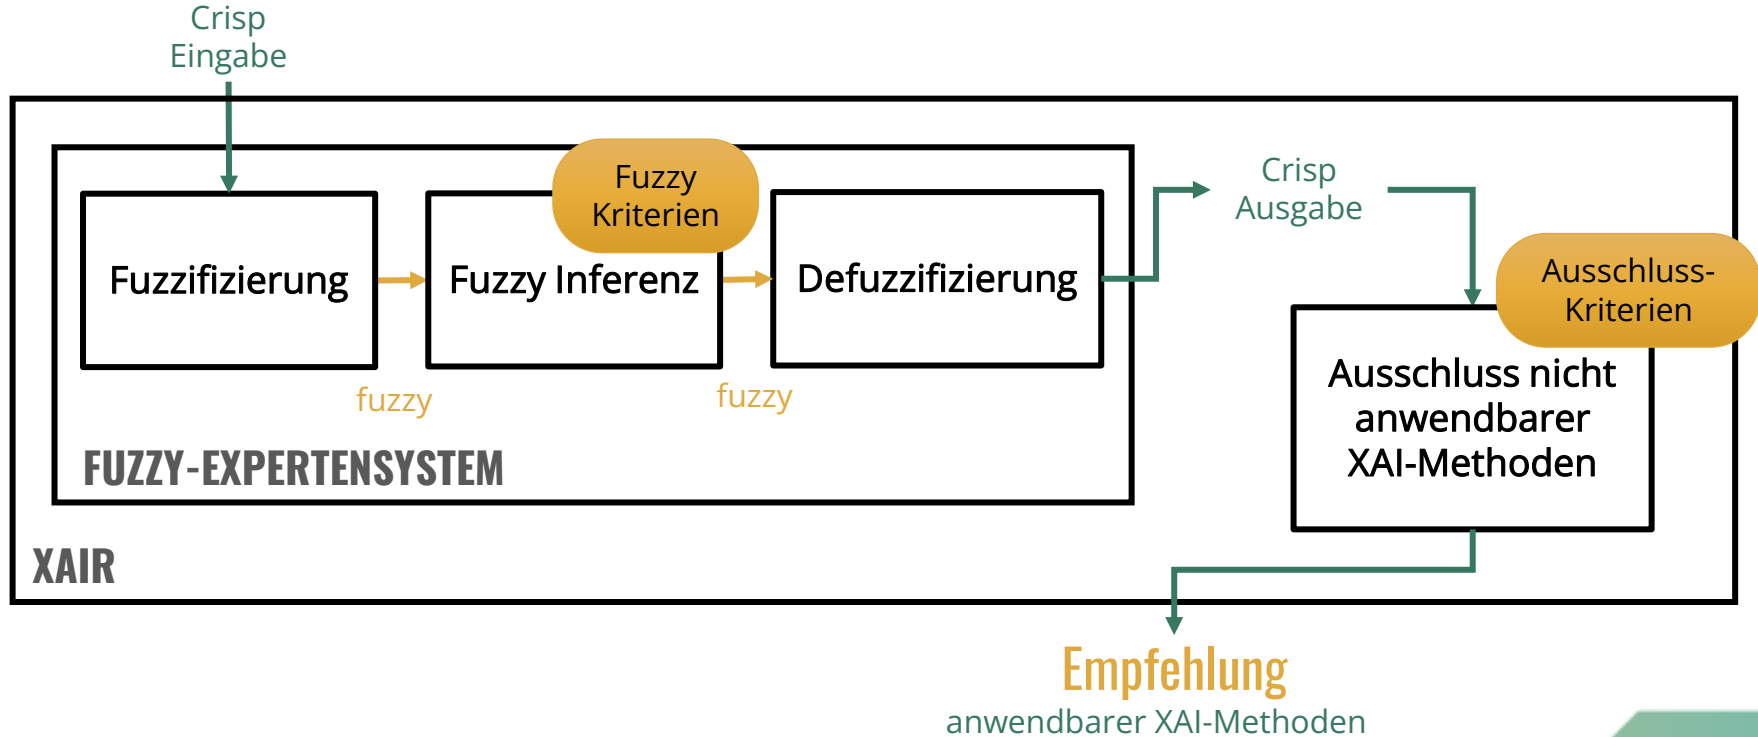 Crisp
Eingabe
Fuzzy
Kriterien
Fuzzifizierung
Fuzzy Inferenz
Defuzzifizierung
fuzzy
fuzzy
FUZZY-EXPERTENSYSTEM
XAIR
Crisp
Ausgabe
Ausschluss-
Kriterien
Ausschluss nicht
anwendbarer
XAI-Methoden
Empfehlung
anwendbarer XAI-Methoden